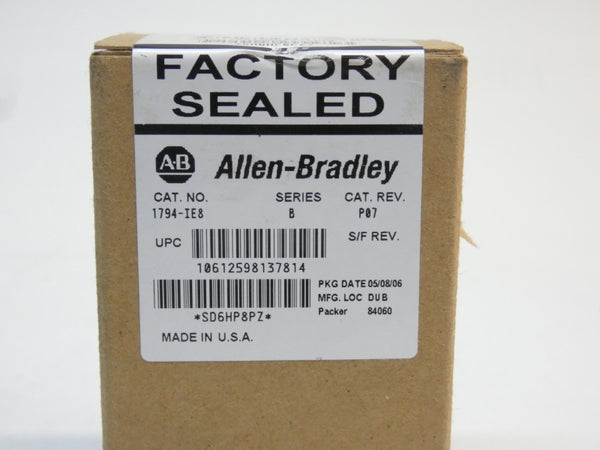 FACTORY
SEALED
A-B Allen-Bradley
CAT. NO. SERIES CAT. REV.
1794-IE8 B P07
UPC S/F REV.
10612598137814
PKG DATE 05/08/06
MFG. LOC DUB
*SD6HP8PZ* Packer 84060
MADE IN U.S.A.